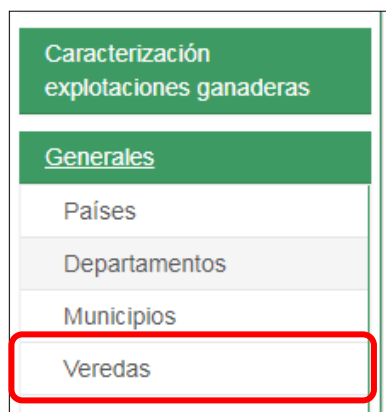 Caracterización
explotaciones ganaderas
Generales
Países
Departamentos
Municipios
Veredas